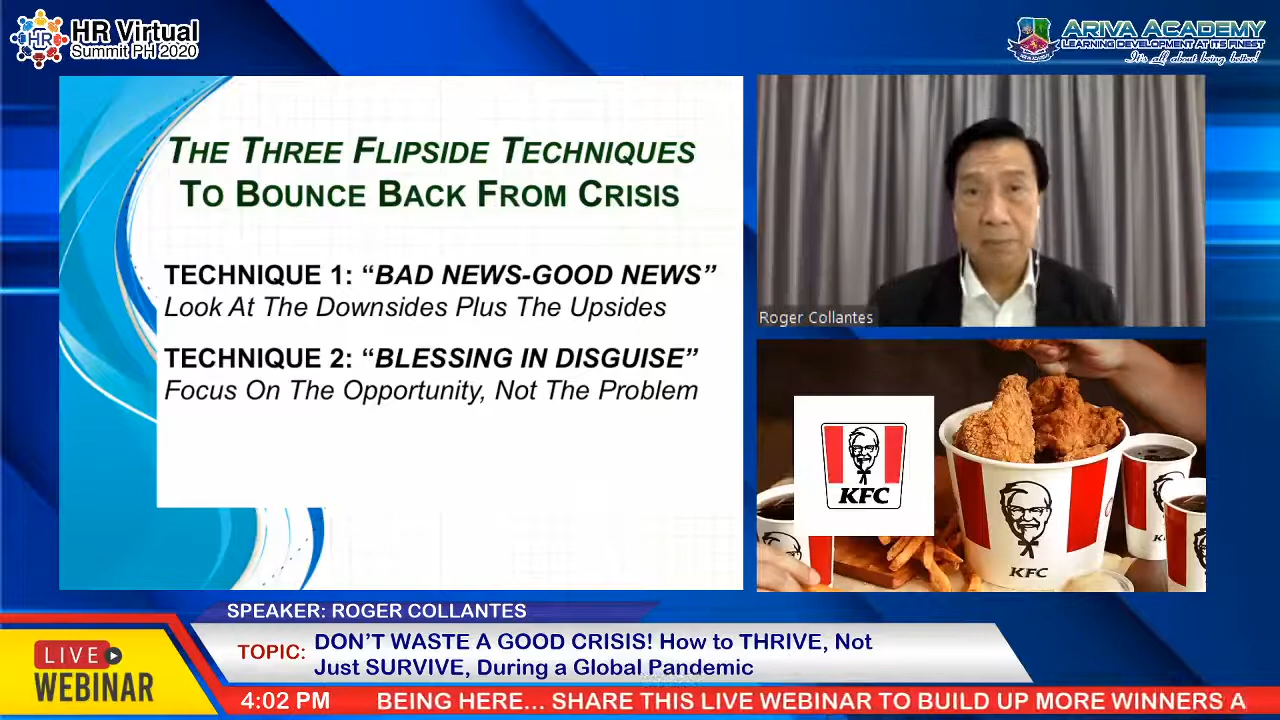 HR
HR Virtual
Summit PH 2020
ARIVA ACADEMY
LEARNING DEVELOPMENT AT ITS FINEST
It's all about being better!
THE THREE FLIPSIDE TECHNIQUES
TO BOUNCE BACK FROM CRISIS
TECHNIQUE 1: “BAD NEWS-GOOD NEWS”
Look At The Downsides Plus The Upsides
TECHNIQUE 2: “BLESSING IN DISGUISE”
Focus On The Opportunity, Not The Problem
Roger Collantes
KFC
KFC
SPEAKER: ROGER COLLANTES
TOPIC: DON’T WASTE A GOOD CRISIS! How to THRIVE, Not
Just SURVIVE, During a Global Pandemic
LIVE
WEBINAR
4:02 PM
BEING HERE... SHARE THIS LIVE WEBINAR TO BUILD UP MORE WINNERS A